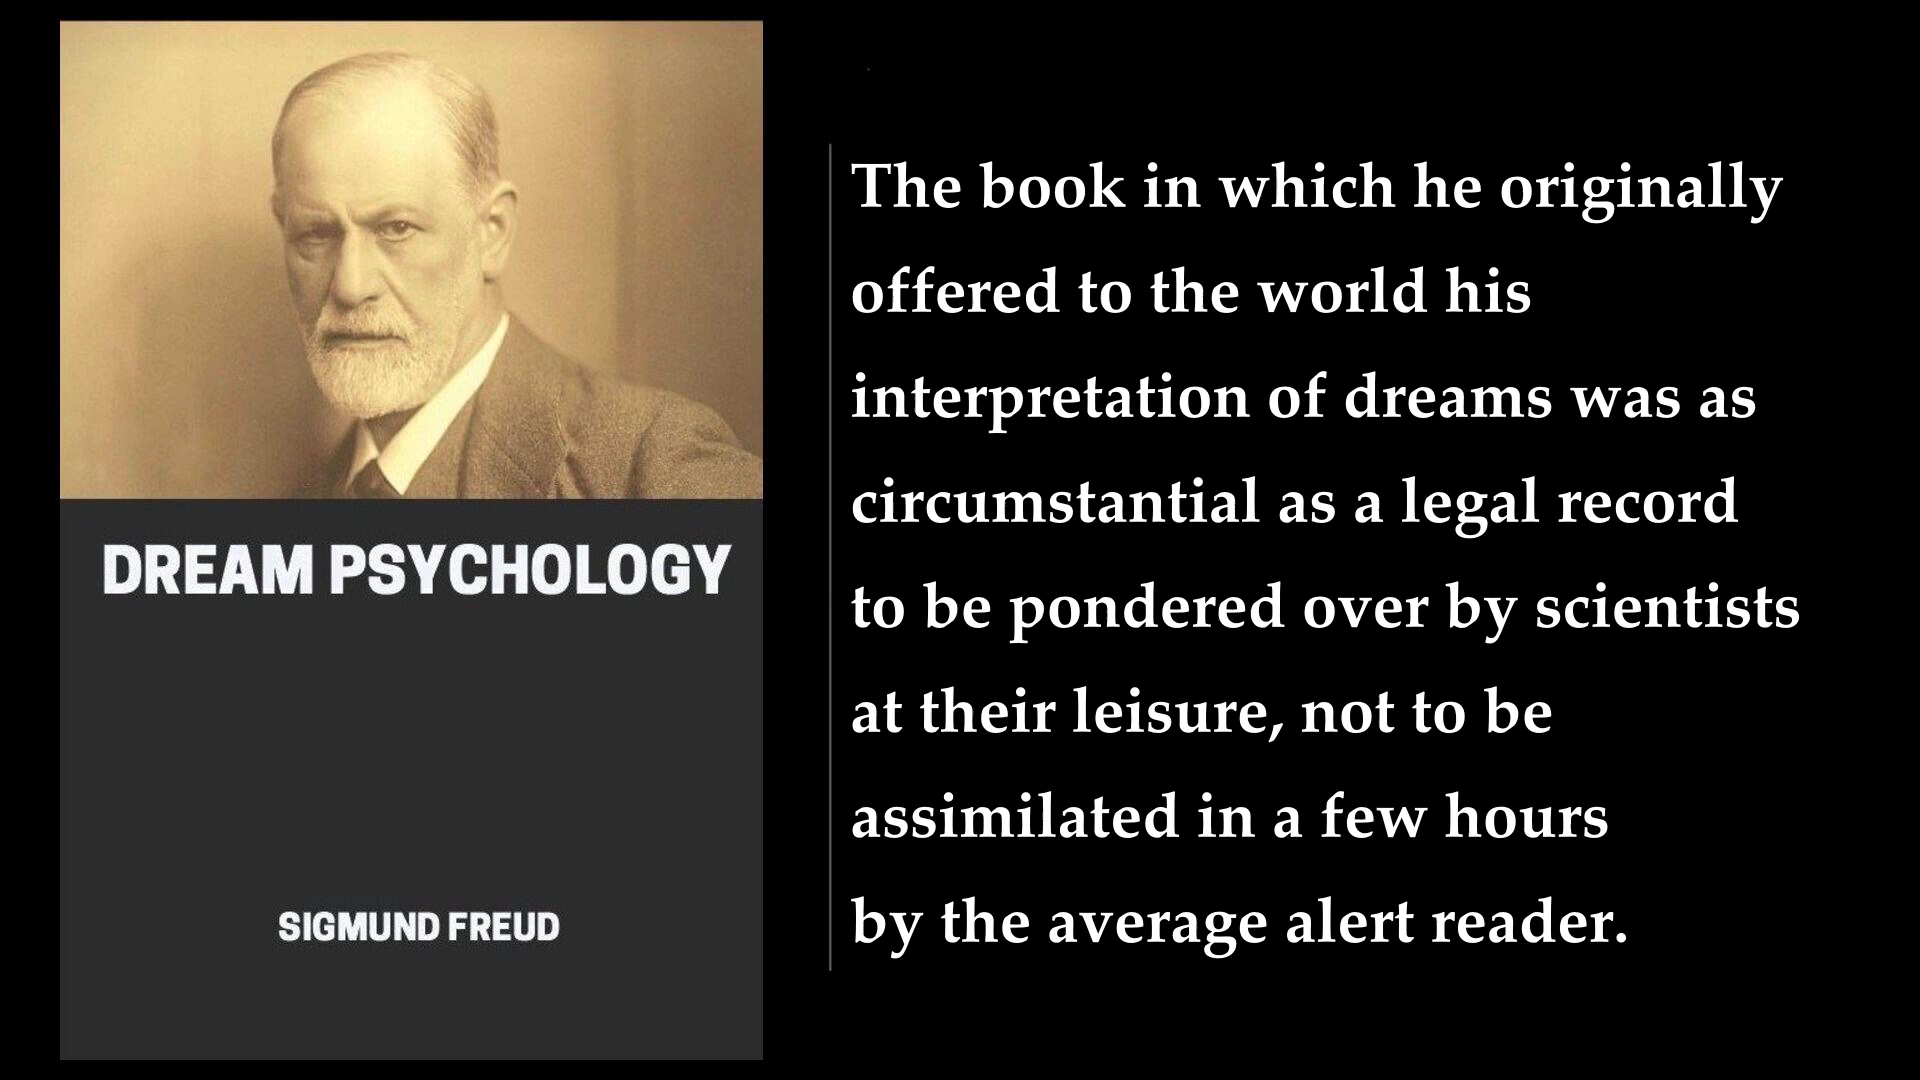 DREAM PSYCHOLOGY
SIGMUND FREUD
The book in which he originally
offered to the world his
interpretation of dreams was as
circumstantial as a legal record
to be pondered over by scientists
at their leisure, not to be
assimilated in a few hours
by the average alert reader.